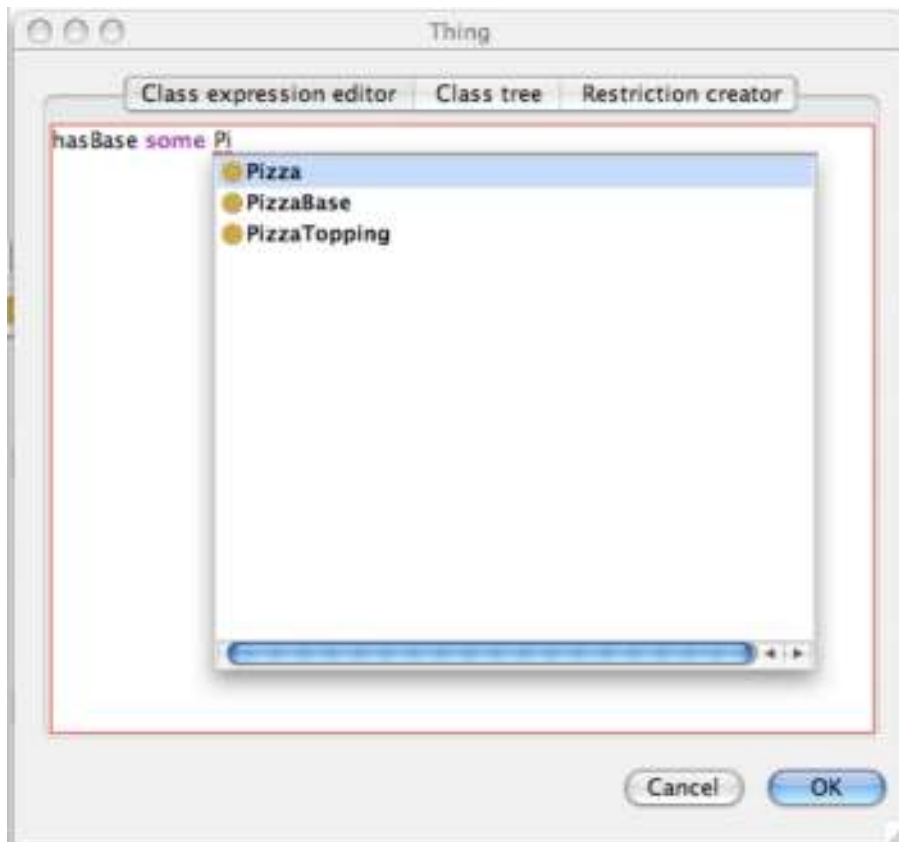 Thing
Class expression editor Class tree Restriction creator
hasBase some Pi
Pizza
PizzaBase
PizzaTopping
Cancel OK